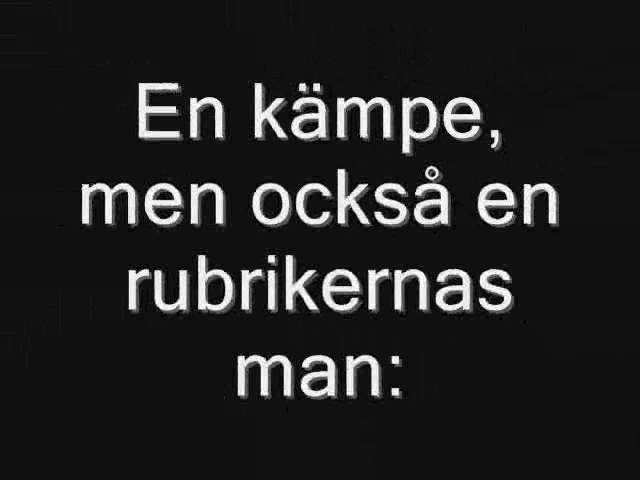 En kämpe,
men också en
rubrikernas
man: